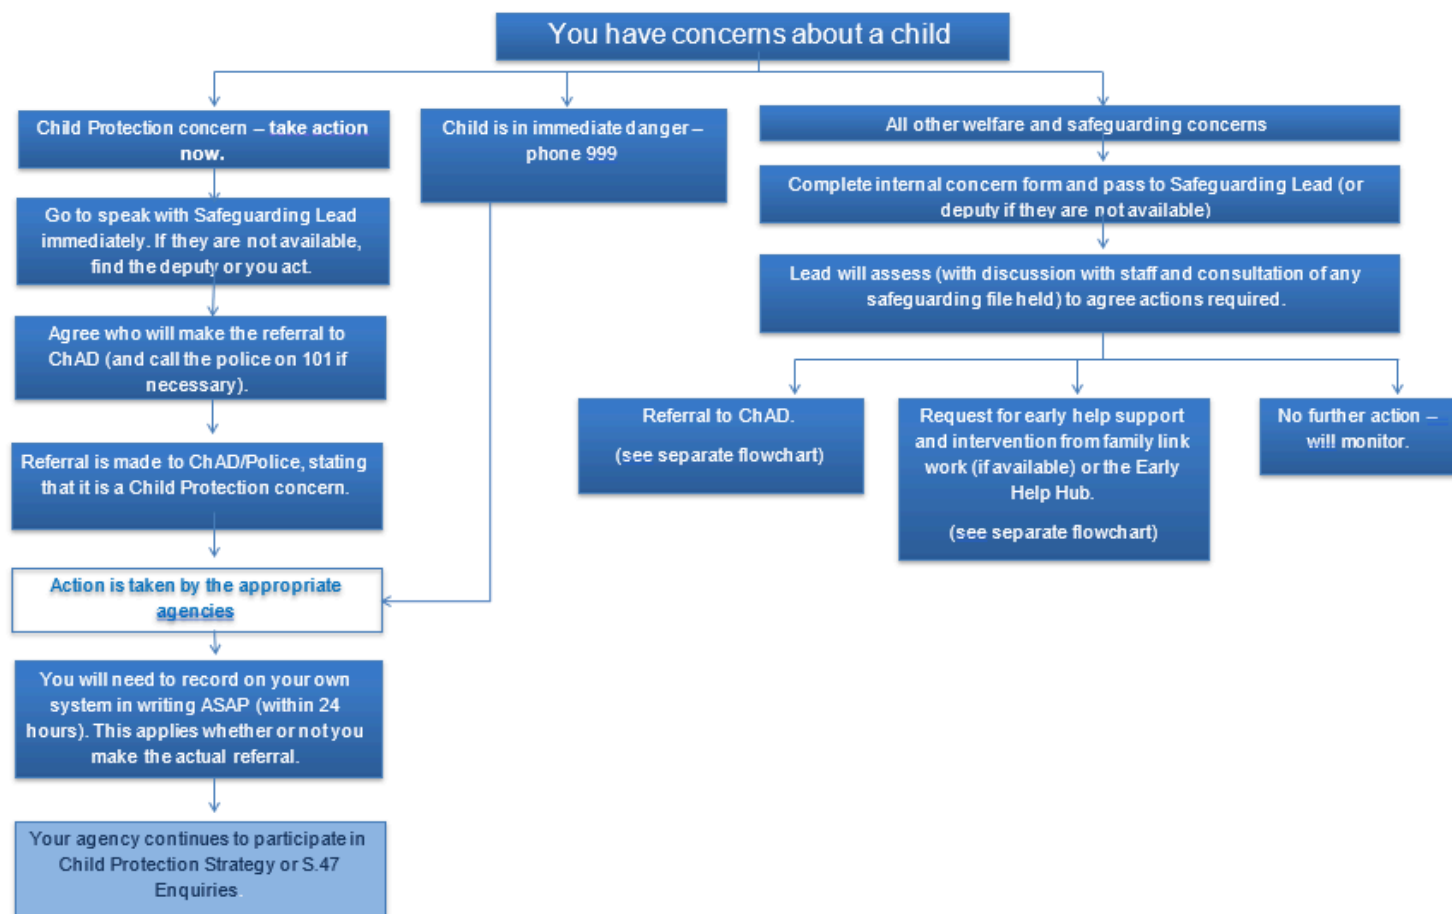 You have concerns about a child
Child Protection concern – take action
now.
Go to speak with Safeguarding Lead
immediately. If they are not available,
find the deputy or you act.
Agree who will make the referral to
ChAD (and call the police on 101 if
necessary).
Referral is made to ChAD/Police, stating
that it is a Child Protection concern.
Action is taken by the appropriate
agencies
You will need to record on your own
system in writing ASAP (within 24
hours). This applies whether or not you
make the actual referral.
Your agency continues to participate in
Child Protection Strategy or S.47
Enquiries.
Child is in immediate danger –
phone 999
All other welfare and safeguarding concerns
Complete internal concern form and pass to Safeguarding Lead (or
deputy if they are not available)
Lead will assess (with discussion with staff and consultation of any
safeguarding file held) to agree actions required.
Referral to ChAD.
(see separate flowchart)
Request for early help support
and intervention from family link
work (if available) or the Early
Help Hub.
(see separate flowchart)
No further action –
will monitor.